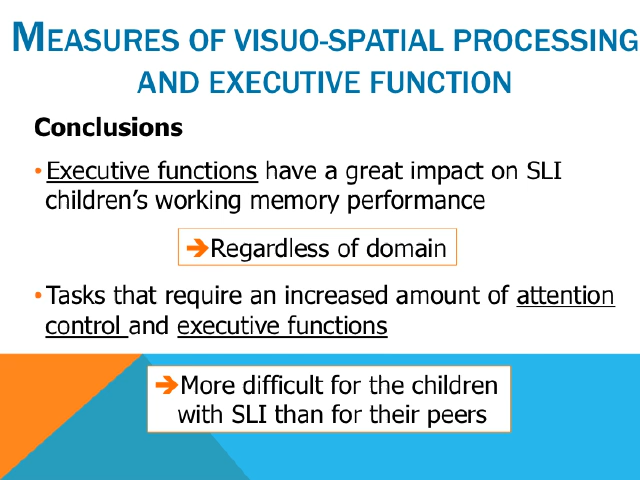 MEASURES OF VISUO-SPATIAL PROCESSING
AND EXECUTIVE FUNCTION
Conclusions
•Executive functions have a great impact on SLI
children’s working memory performance
➔Regardless of domain
•Tasks that require an increased amount of attention
control and executive functions
➔More difficult for the children
with SLI than for their peers